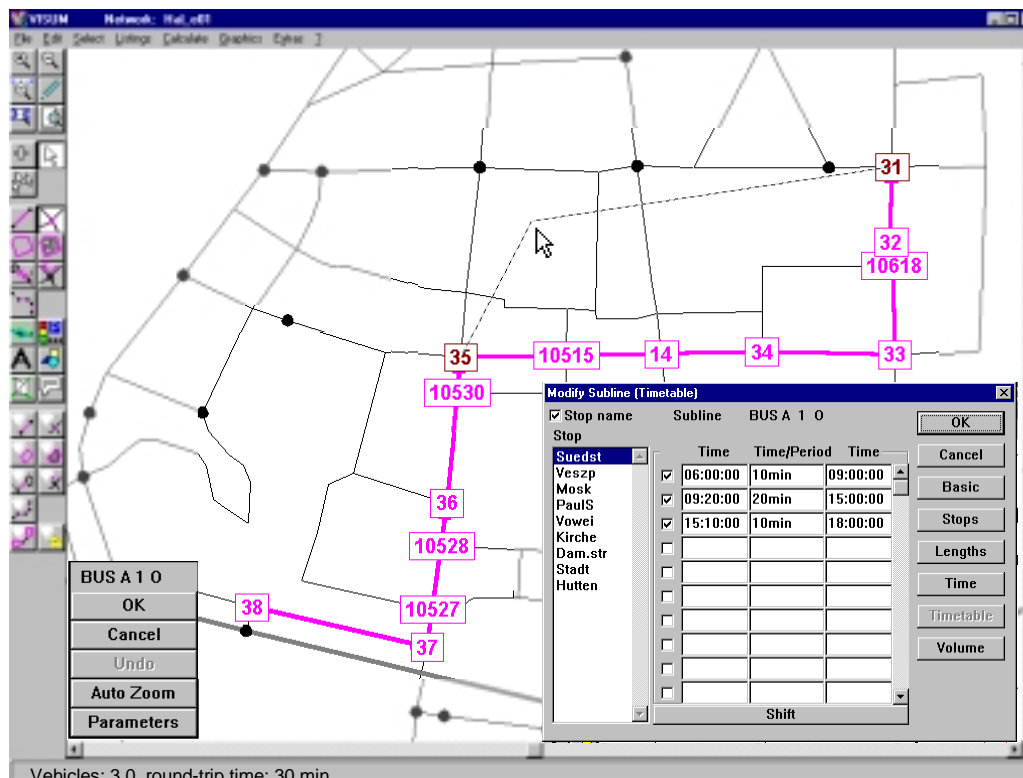 VISUM Network: Hal_e01
File Edit Select Listings Calculate Graphics Extras ?
31
32
10618
35
10515
14
34
33
10530
36
10528
10527
38
37
BUS A 1 0
OK
Cancel
Undo
Auto Zoom
Parameters
Modify Subline (Timetable)
Stop name Subline BUS A 1 0
Stop
Suedst
Veszp
Mosk
PaulS
Vowei
Kirche
Dam.str
Stadt
Hutten
Time Time/Period Time
06:00:00 10min 09:00:00
09:20:00 20min 15:00:00
15:10:00 10min 18:00:00
Shift
OK
Cancel
Basic
Stops
Lengths
Time
Timetable
Volume
Vehicles: 3.0, round-trip time: 30 min